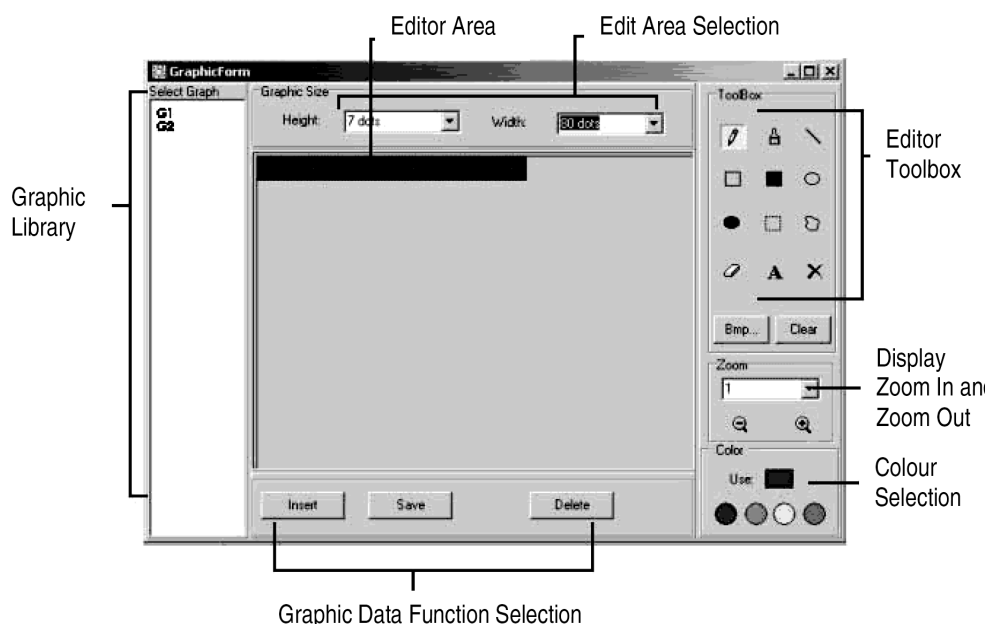 Editor Area
Edit Area Selection
GraphicForm
Select Graph
G1
G2
Graphic Size
Height:
7 dots
Width:
80 dots
ToolBox
Editor
Toolbox
Graphic
Library
Bmp...
Clear
Zoom
1
Display
Zoom In and
Zoom Out
Color
Use:
Colour
Selection
Insert
Save
Delete
Graphic Data Function Selection